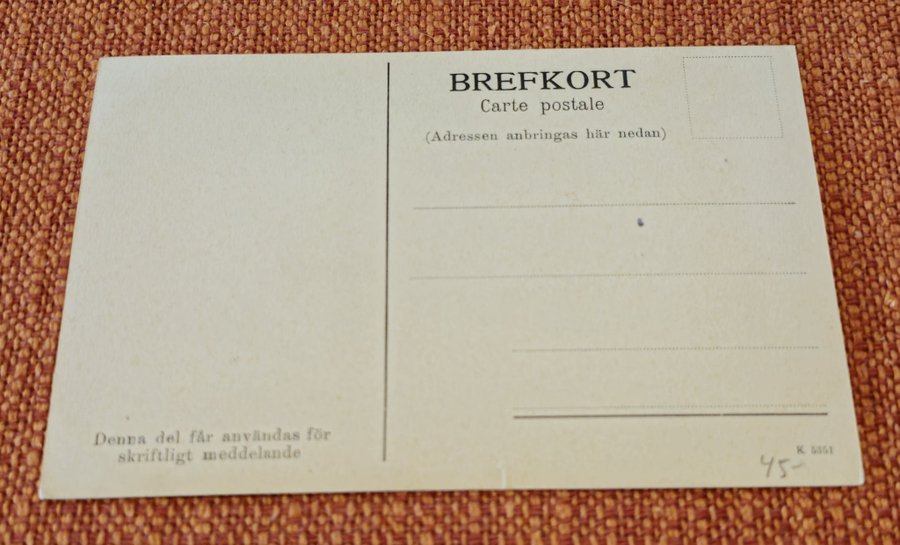 BREFKORT
Carte postale
(Adressen anbringas här nedan)
Denna del får användas för
skriftligt meddelande
K. 5351
45-